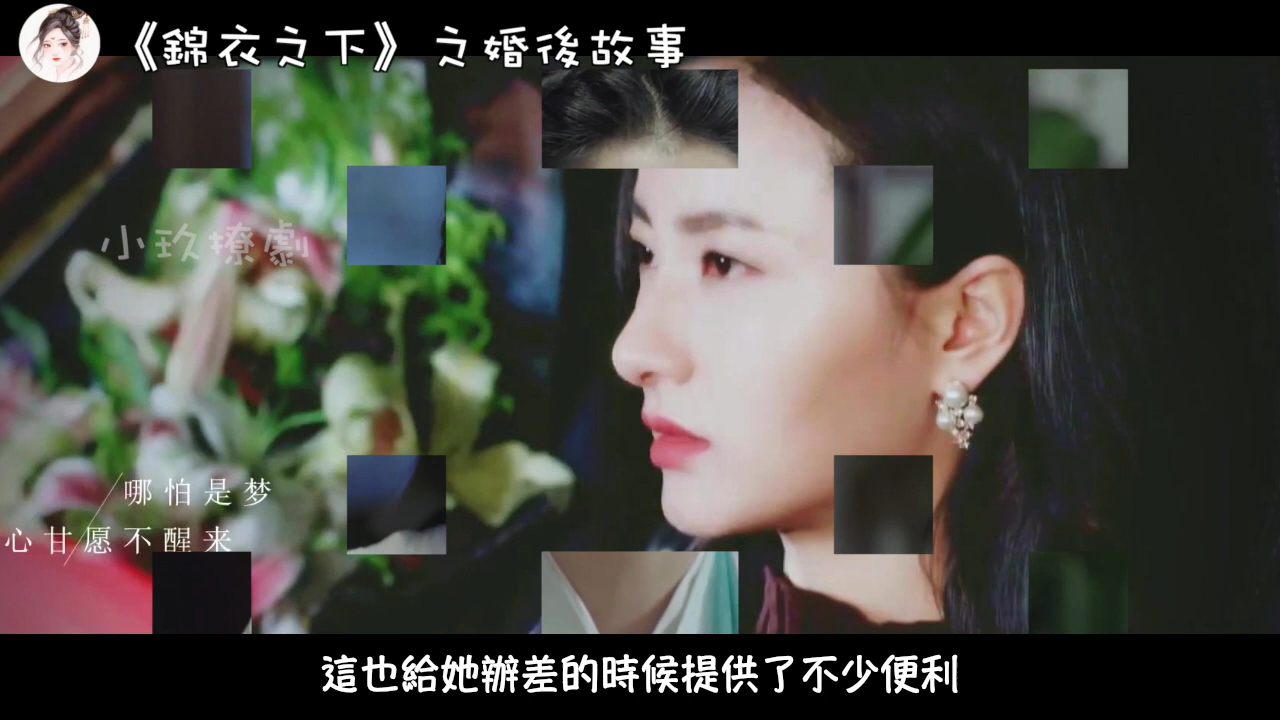 《錦衣之下》之婚後故事
小玖撩劇
哪怕是梦
心甘愿不醒来
這也給她辦差的時候提供了不少便利